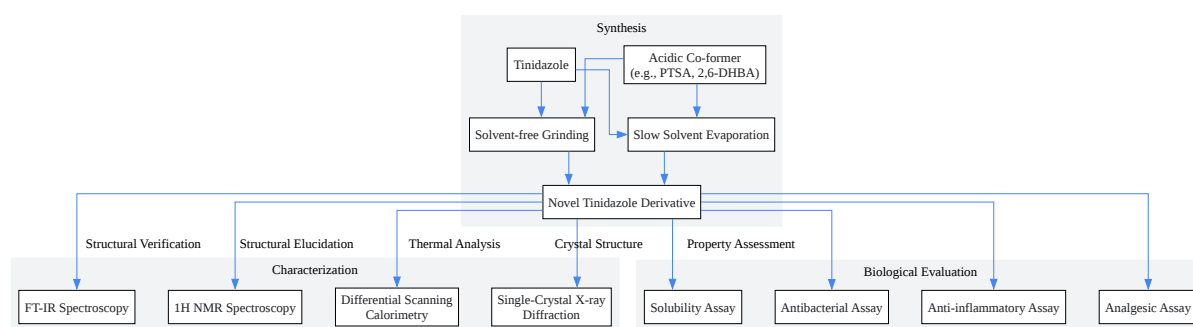 Synthesis
Tinidazole
Acidic Co-former
(e.g., PTSA, 2,6-DHBA)
Solvent-free Grinding
Slow Solvent Evaporation
Novel Tinidazole Derivative
Structural Verification
Structural Elucidation
Thermal Analysis
Crystal Structure
Property Assessment
Characterization
Biological Evaluation
FT-IR Spectroscopy
1H NMR Spectroscopy
Differential Scanning
Calorimetry
Single-Crystal X-ray
Diffraction
Solubility Assay
Antibacterial Assay
Anti-inflammatory Assay
Analgesic Assay